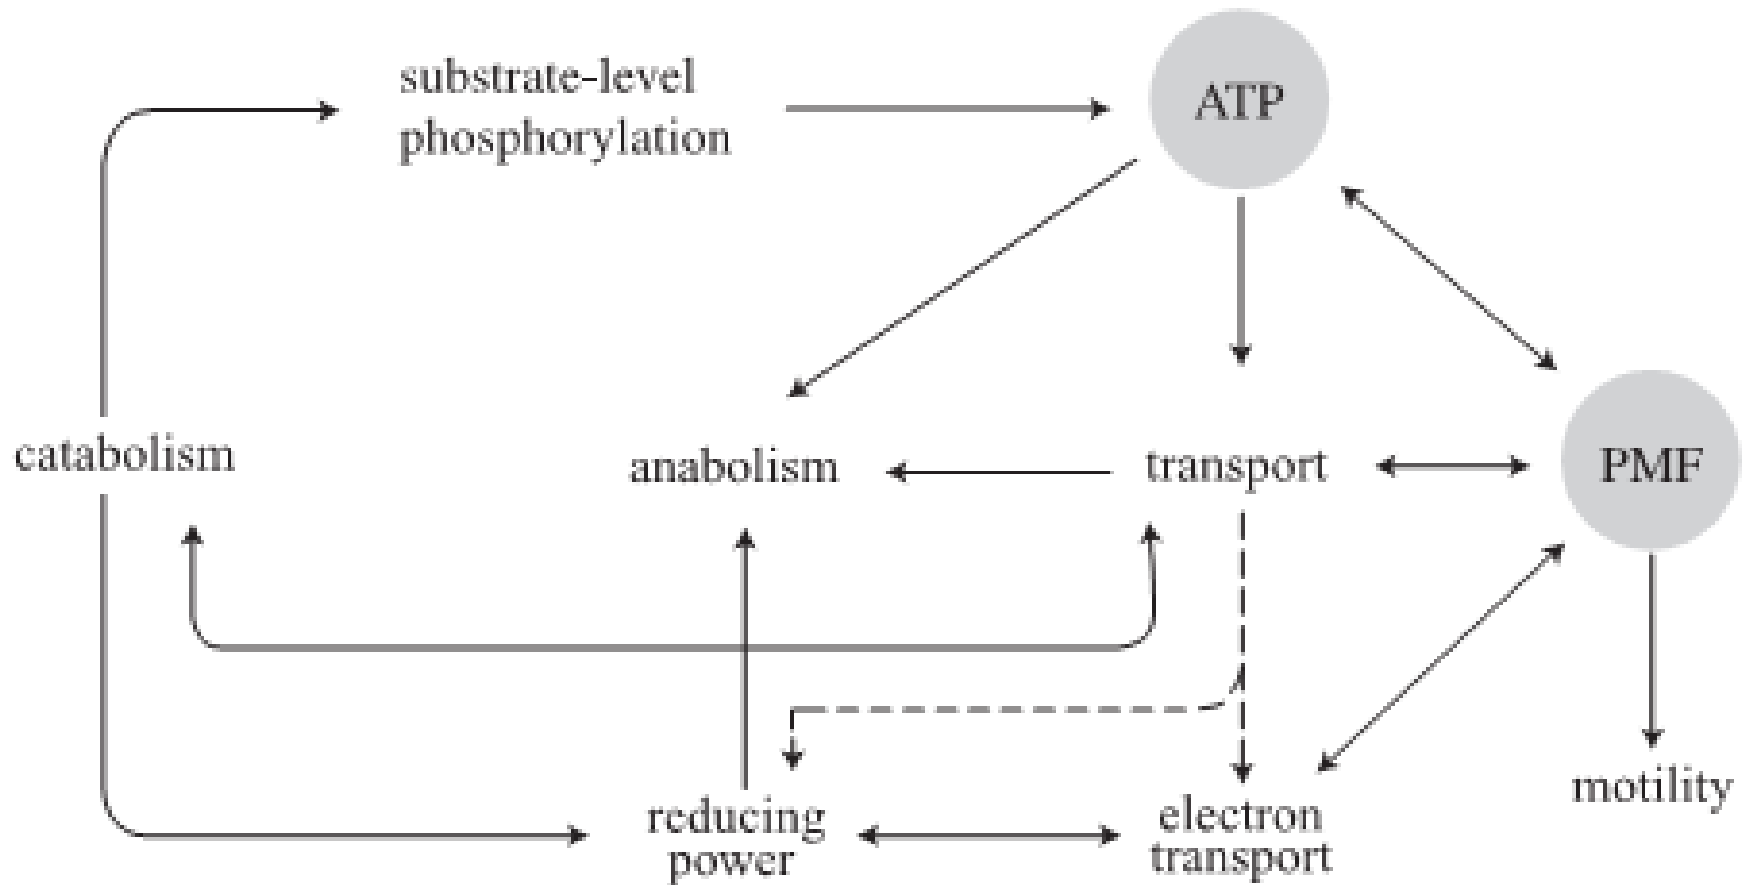 substrate-level
phosphorylation
ATP
catabolism
anabolism
transport
PMF
motility
reducing
power
electron
transport